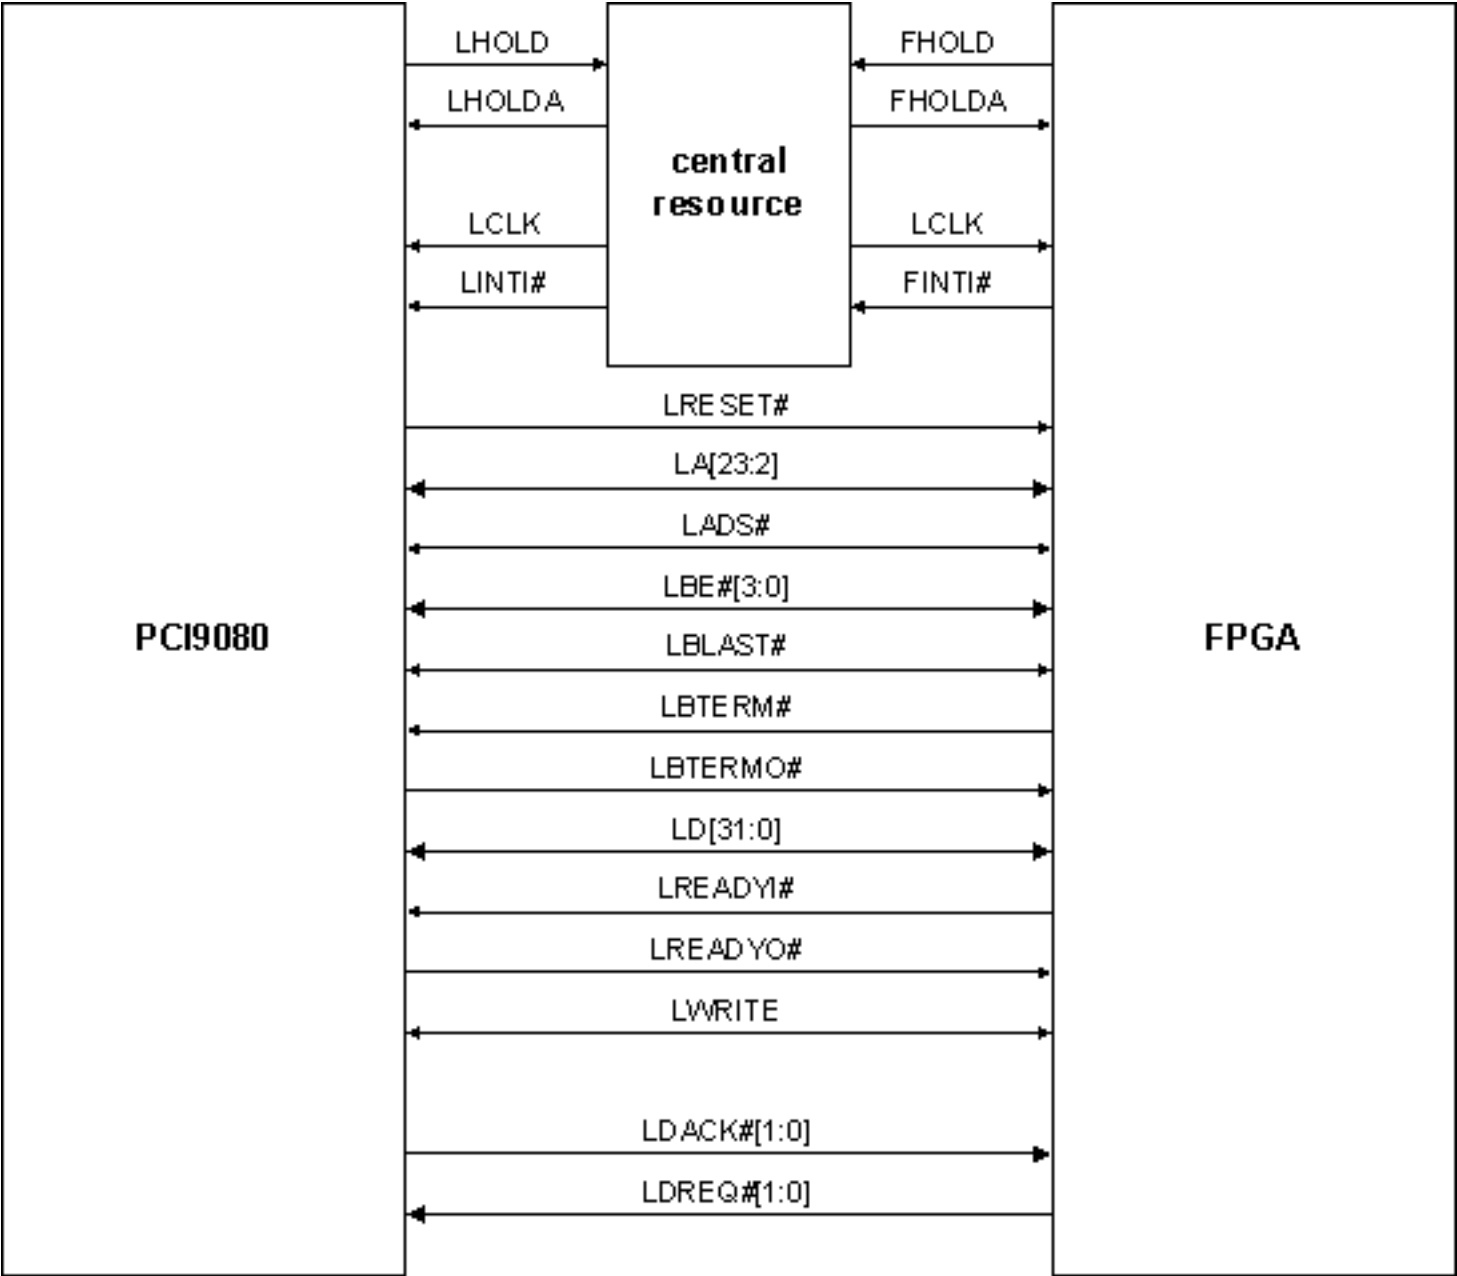 LHOLD FHOLD
LHOLDA FHOLDA
central
resource
LCLK LCLK
LINTI# FINTI#
LRESET#
LA[23:2]
LADS#
LBE#[3:0]
PCI9080 FPGA
LBLAST#
LBTERM#
LBTERMO#
LD[31:0]
LREADYI#
LREADYO#
LWRITE
LDACK#[1:0]
LDREQ#[1:0]